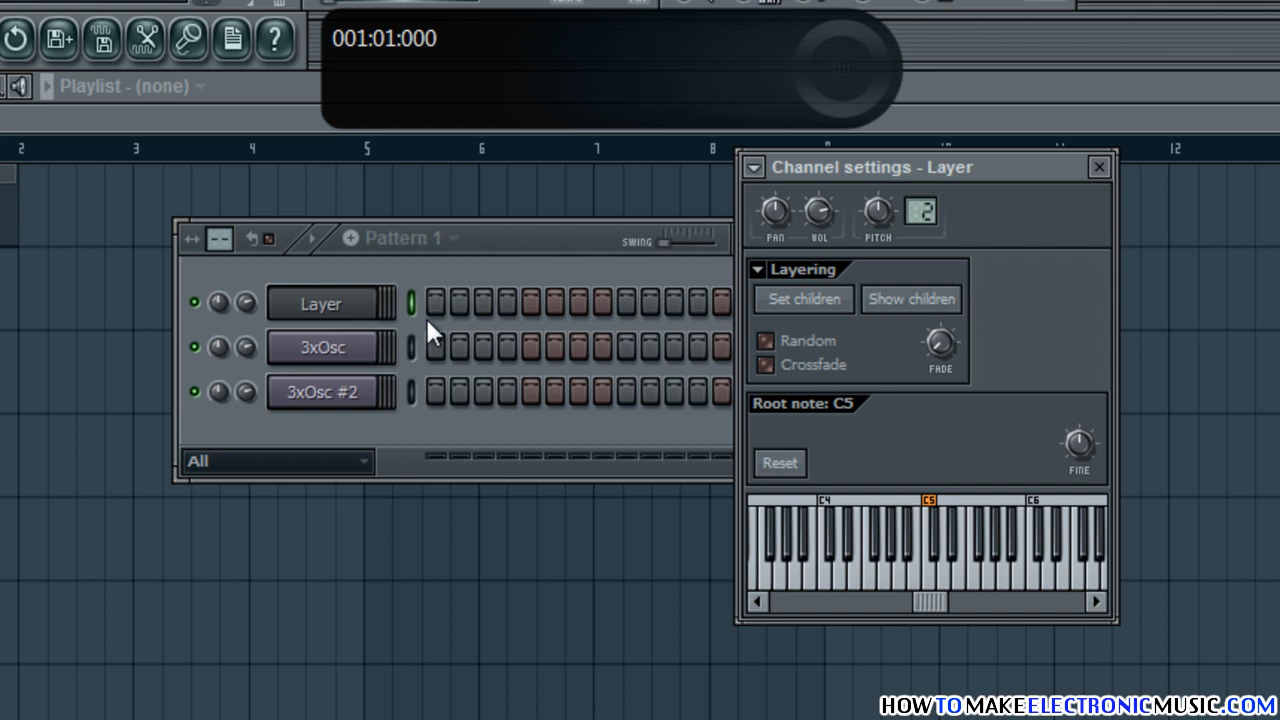 001:01:000
Playlist - (none)
2 3 4 5 6 7 8 12
Channel settings - Layer
PAN VOL PITCH 2
SWING
Pattern 1
Layering
Set children Show children
Layer
Random
FADE
3xOsc
Crossfade
3xOsc #2
Root note: C5
Reset
FINE
All
C4 C5 C6
HOWTOMAKEELECTRONICMUSIC.COM